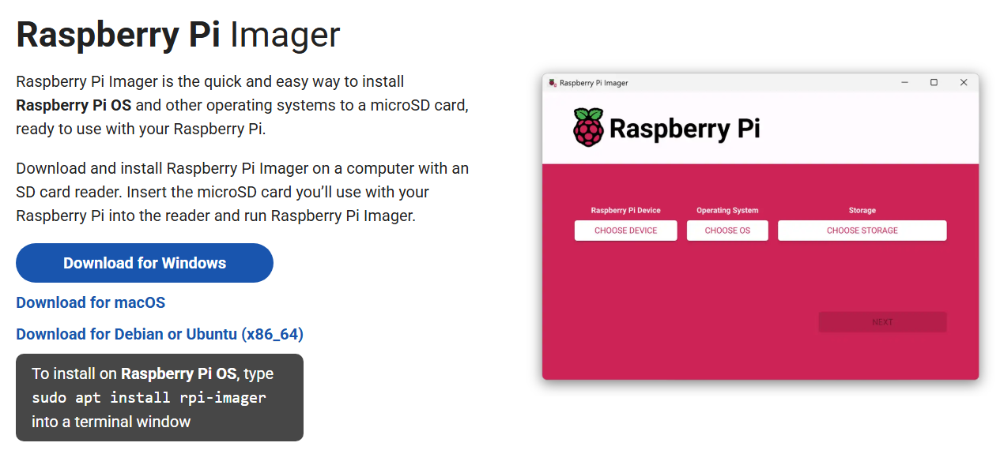 Raspberry Pi Imager
Raspberry Pi Imager is the quick and easy way to install
Raspberry Pi OS and other operating systems to a microSD card,
ready to use with your Raspberry Pi.
Download and install Raspberry Pi Imager on a computer with an
SD card reader. Insert the microSD card you’ll use with your
Raspberry Pi into the reader and run Raspberry Pi Imager.
Download for Windows
Download for macOS
Download for Debian or Ubuntu (x86_64)
To install on Raspberry Pi OS, type
sudo apt install rpi-imager
into a terminal window
Raspberry Pi Imager
Raspberry Pi
Raspberry Pi Device Operating System Storage
CHOOSE DEVICE CHOOSE OS CHOOSE STORAGE
NEXT